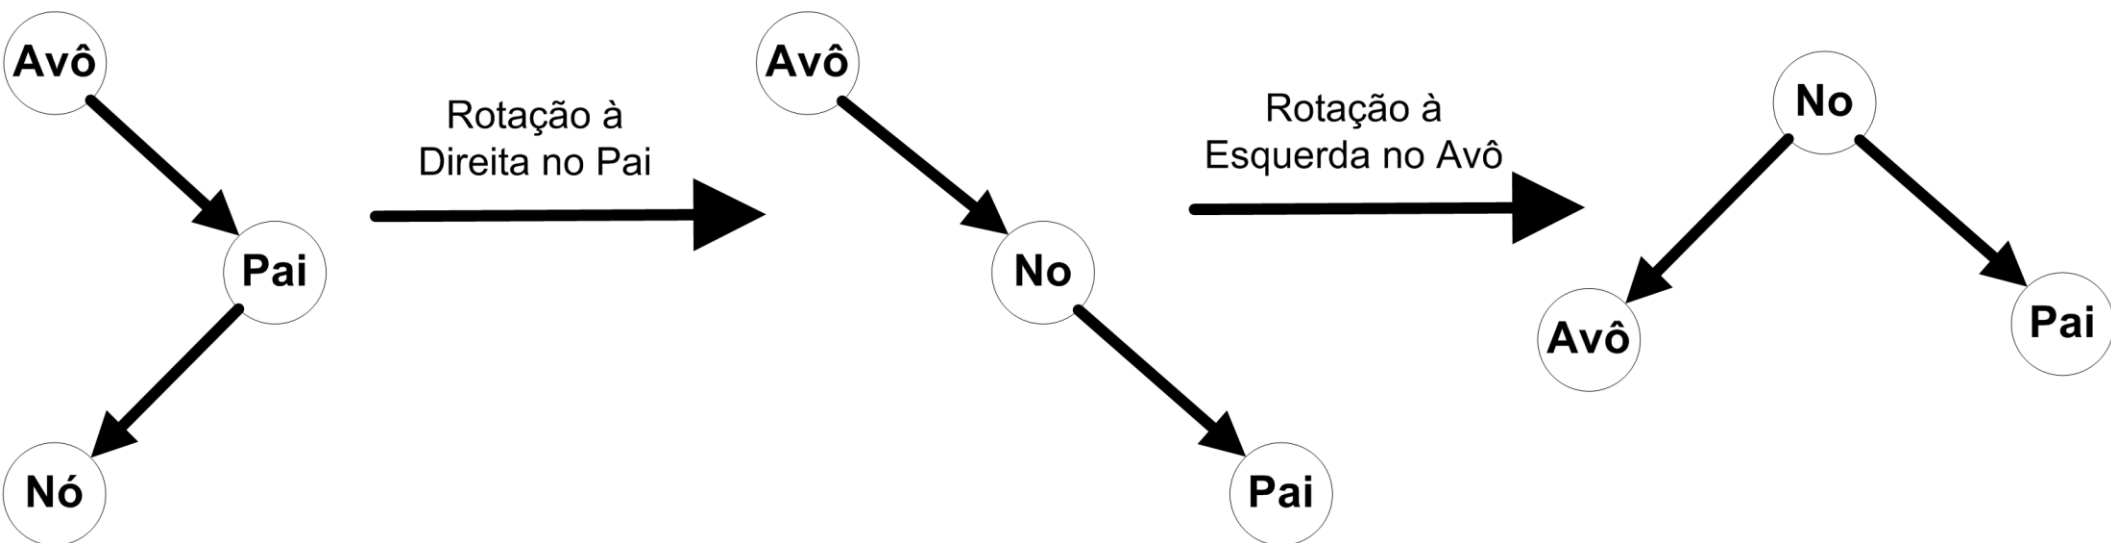 Avô
Pai
Nó
Rotação à
Direita no Pai
Avô
No
Pai
Rotação à
Esquerda no Avô
No
Avô
Pai